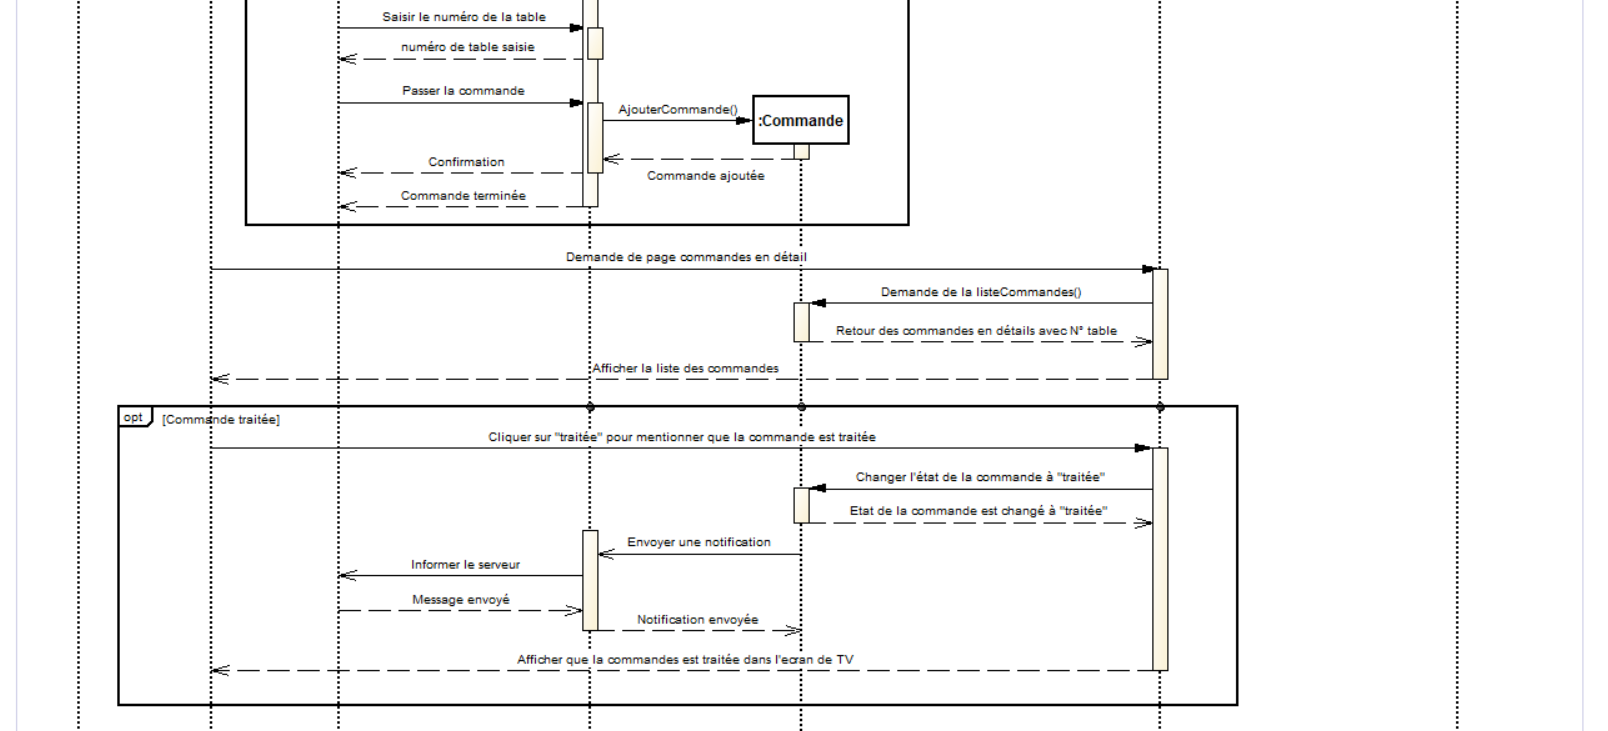 Saisir le numéro de la table
numéro de table saisie
Passer la commande
AjouterCommande()
:Commande
Confirmation
Commande ajoutée
Commande terminée
Demande de page commandes en détail
Demande de la listeCommandes()
Retour des commandes en détails avec N° table
Afficher la liste des commandes
opt
[Commande traitée]
Cliquer sur "traitée" pour mentionner que la commande est traitée
Changer l'état de la commande à "traitée"
Etat de la commande est changé à "traitée"
Envoyer une notification
Informer le serveur
Message envoyé
Notification envoyée
Afficher que la commandes est traitée dans l'ecran de TV